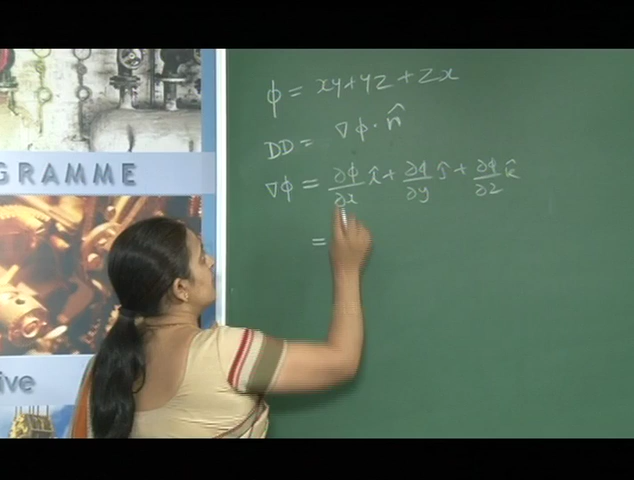 φ = xy + yz + zx
DD = ∇φ · n̂
∇φ = ∂φ/∂x î + ∂φ/∂y ĵ + ∂φ/∂z k̂
=
GRAMME
ive